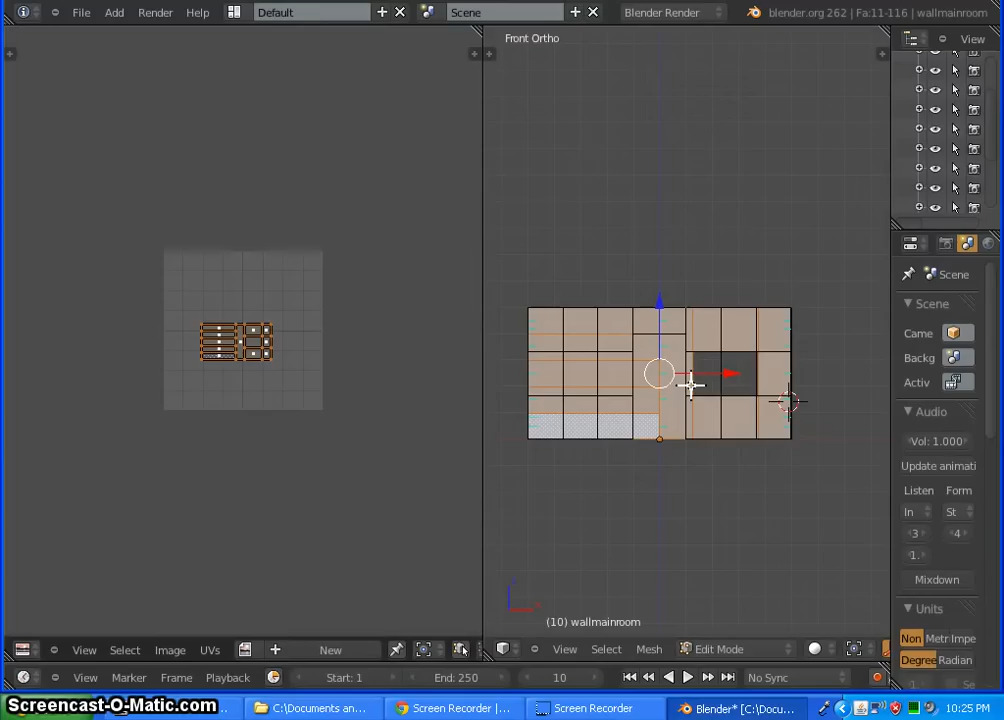 File Add Render Help Default Scene Blender Render blender.org 262 | Fa:11-116 | wallmainroom
Front Ortho
View
Scene
Scene
Came
Backg
Activ
Audio
Vol: 1.000
Update animati
Listen Form
In St
3 4
1.
Mixdown
Units
Non Metr Impe
Degree Radian
(10) wallmainroom
View Select Image UVs New View Select Mesh Edit Mode
View Marker Frame Playback Start: 1 End: 250 10 No Sync
Screencast-O-Matic.com
C:\Documents an... Screen Recorder |... Screen Recorder Blender* [C:\Docu... 10:25 PM